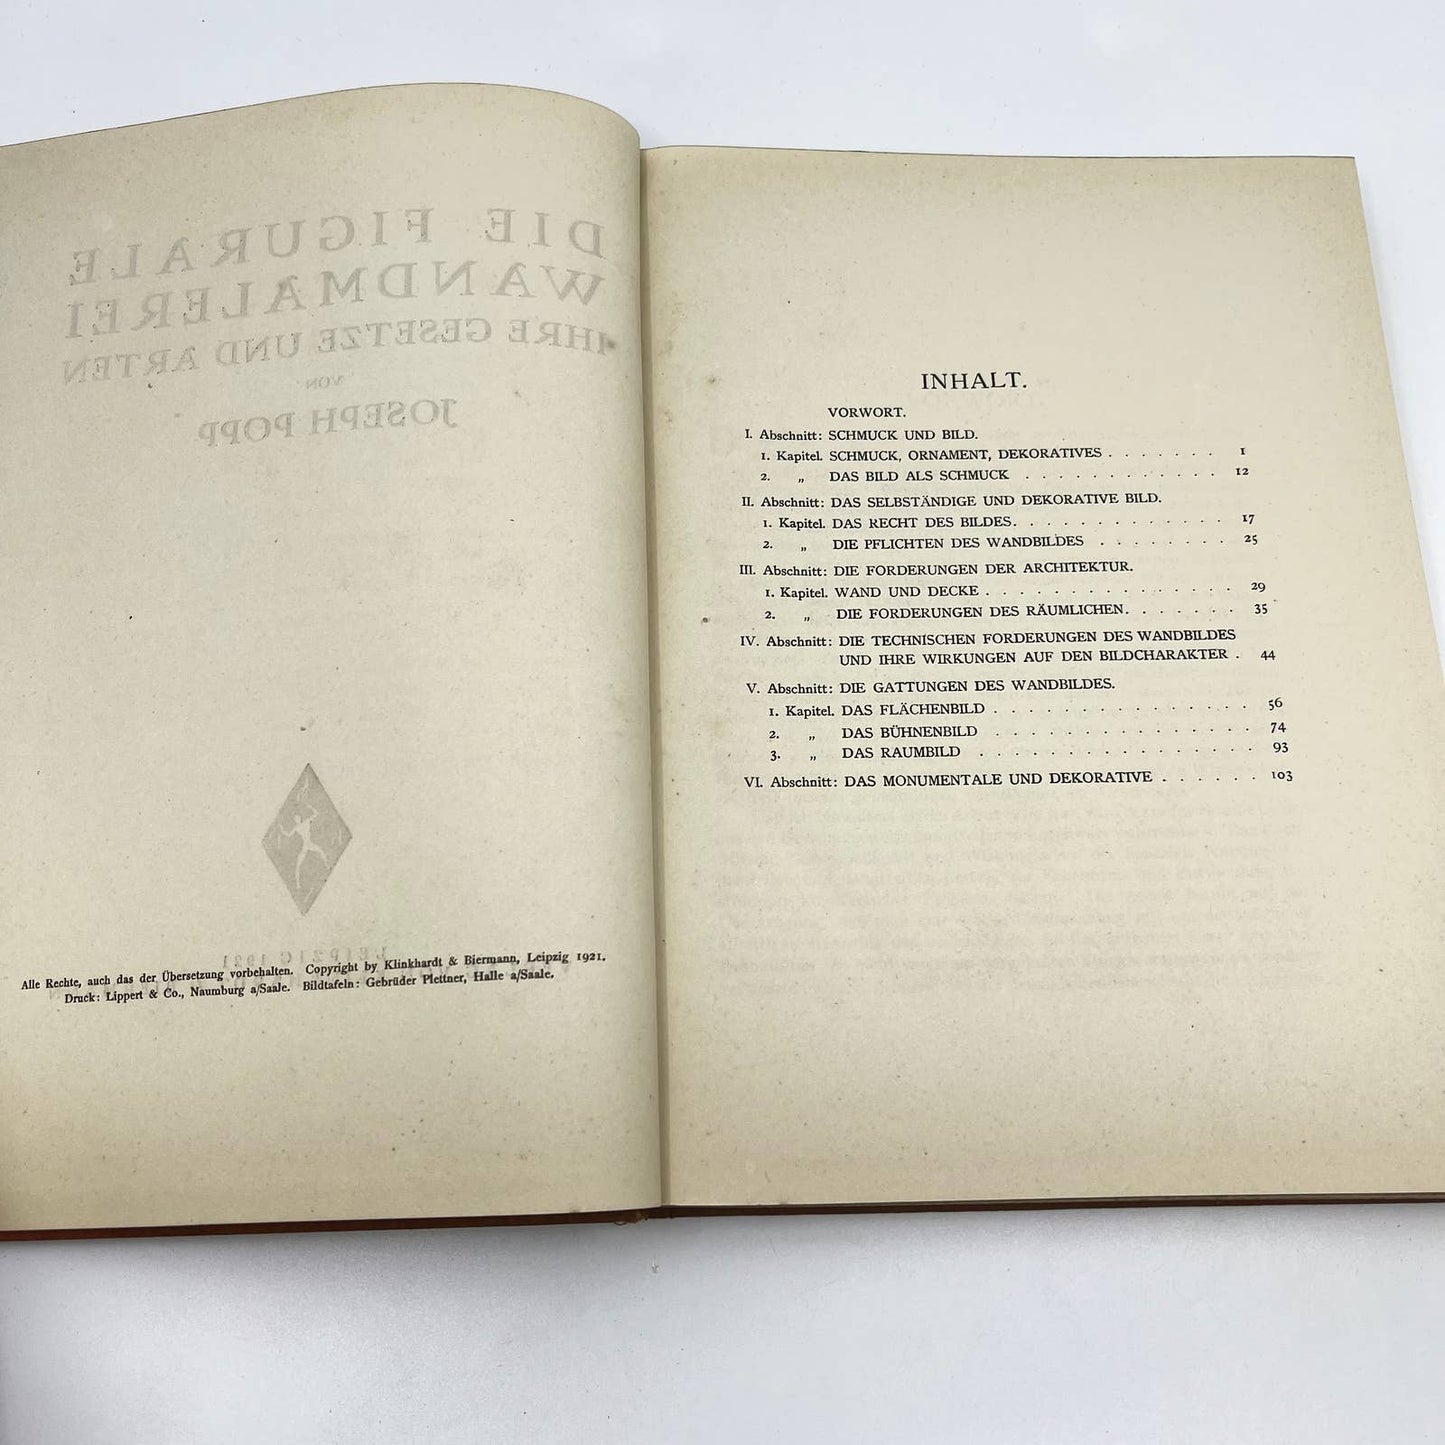 DIE FIGURALE
WANDMALEREI
IHRE GESETZE UND ARTEN
VON
JOSEPH POPP
LEIPZIG 1921
Alle Rechte, auch das der Übersetzung vorbehalten. Copyright by Klinkhardt & Biermann, Leipzig 1921.
Druck: Lippert & Co., Naumburg a/Saale. Bildtafeln: Gebrüder Plettner, Halle a/Saale.
INHALT.
VORWORT.
I. Abschnitt: SCHMUCK UND BILD.
1. Kapitel. SCHMUCK, ORNAMENT, DEKORATIVES . . . . . . . 1
2. „ DAS BILD ALS SCHMUCK . . . . . . . . . . . . 12
II. Abschnitt: DAS SELBSTÄNDIGE UND DEKORATIVE BILD.
1. Kapitel. DAS RECHT DES BILDES. . . . . . . . . . . . . 17
2. „ DIE PFLICHTEN DES WANDBILDES . . . . . . . . 25
III. Abschnitt: DIE FORDERUNGEN DER ARCHITEKTUR.
1. Kapitel. WAND UND DECKE . . . . . . . . . . . . . . . 29
2. „ DIE FORDERUNGEN DES RÄUMLICHEN. . . . . . . 35
IV. Abschnitt: DIE TECHNISCHEN FORDERUNGEN DES WANDBILDES
UND IHRE WIRKUNGEN AUF DEN BILDCHARAKTER . 44
V. Abschnitt: DIE GATTUNGEN DES WANDBILDES.
1. Kapitel. DAS FLÄCHENBILD . . . . . . . . . . . . . . . 56
2. „ DAS BÜHNENBILD . . . . . . . . . . . . . . . 74
3. „ DAS RAUMBILD . . . . . . . . . . . . . . . . 93
VI. Abschnitt: DAS MONUMENTALE UND DEKORATIVE . . . . . . 103